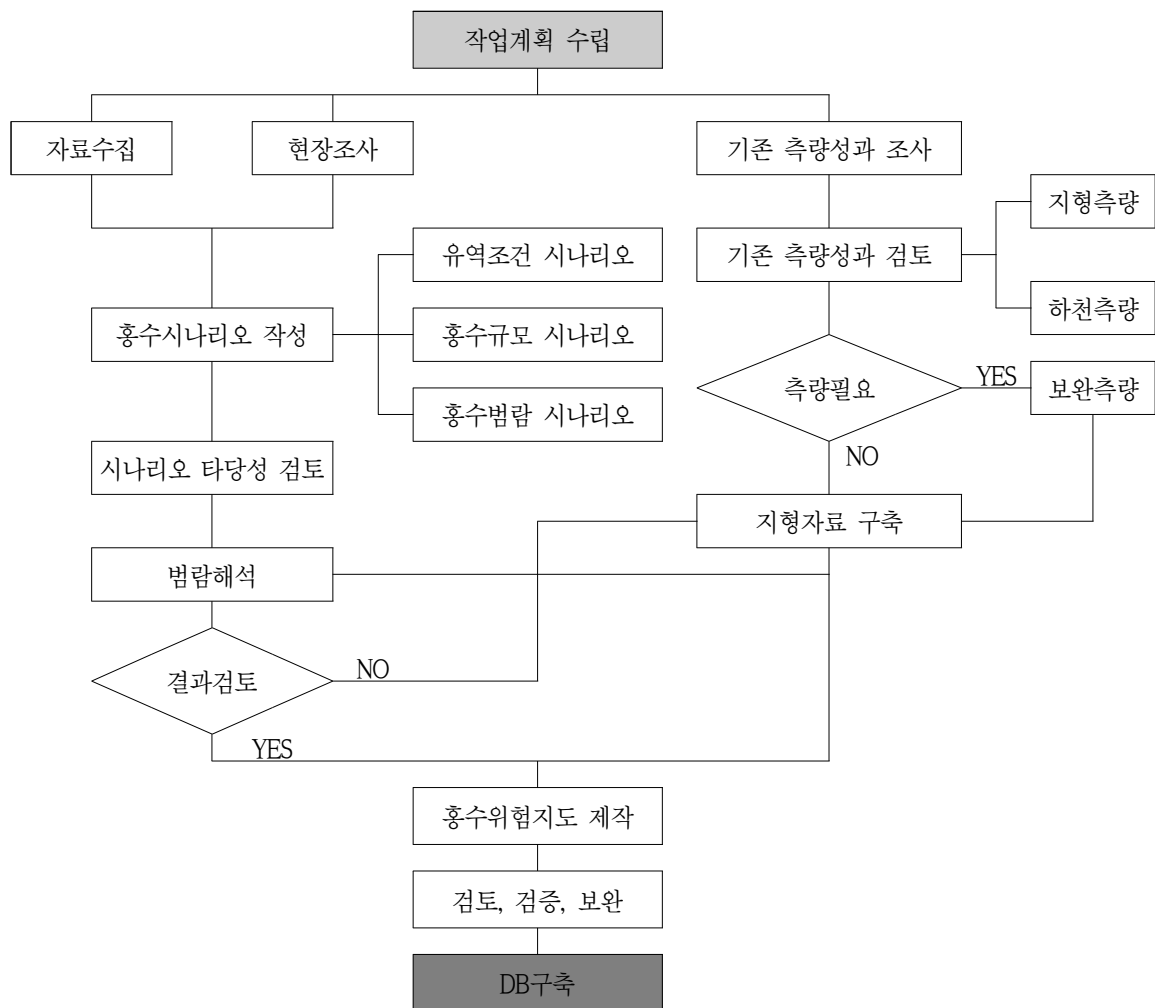 작업계획 수립
자료수집
현장조사
기존 측량성과 조사
지형측량
유역조건 시나리오
기존 측량성과 검토
하천측량
홍수시나리오 작성
홍수규모 시나리오
측량필요
YES
보완측량
홍수범람 시나리오
NO
시나리오 타당성 검토
지형자료 구축
범람해석
결과검토
NO
YES
홍수위험지도 제작
검토, 검증, 보완
DB구축